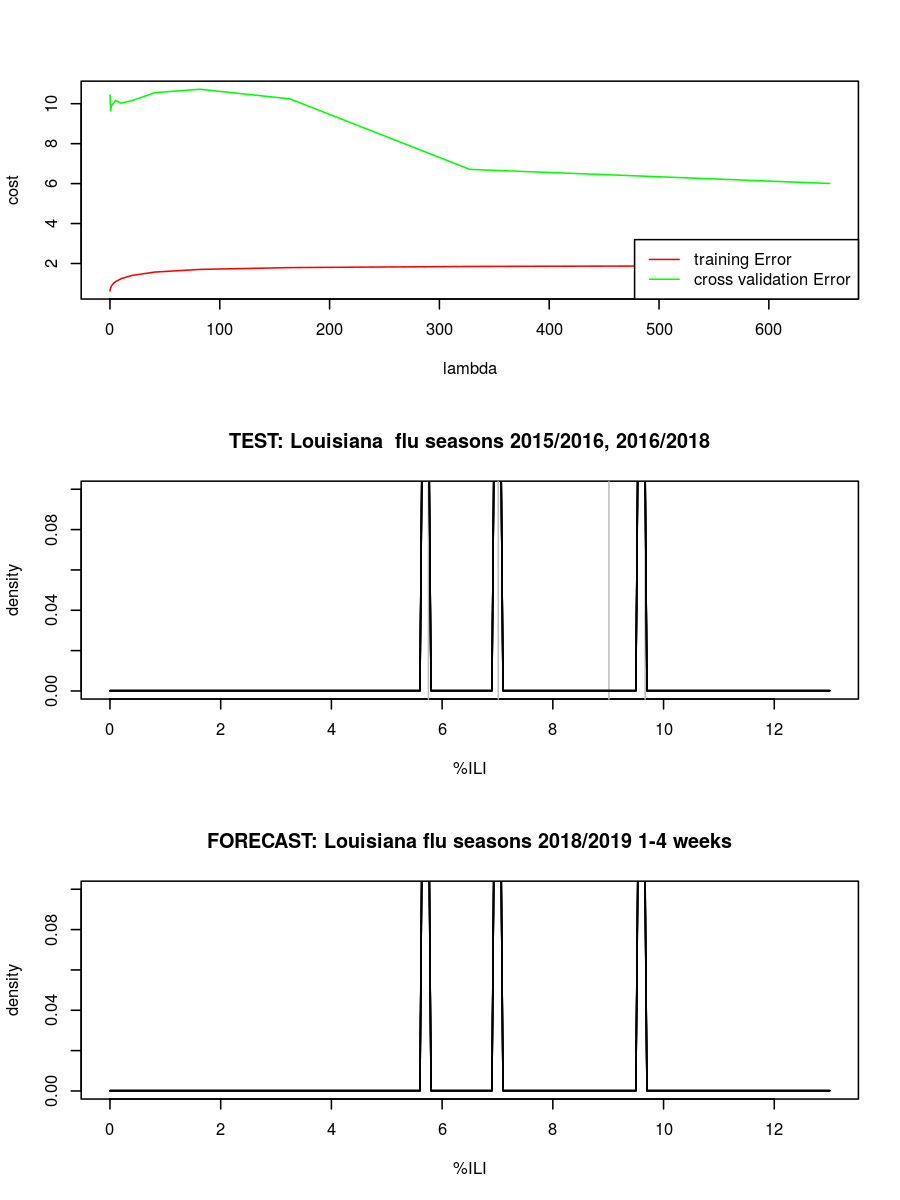 10
8
6
4
2
cost
training Error
cross validation Error
0 100 200 300 400 500 600
lambda
TEST: Louisiana  flu seasons 2015/2016, 2016/2018
0.08
0.04
0.00
density
0 2 4 6 8 10 12
%ILI
FORECAST: Louisiana flu seasons 2018/2019 1-4 weeks
0.08
0.04
0.00
density
0 2 4 6 8 10 12
%ILI